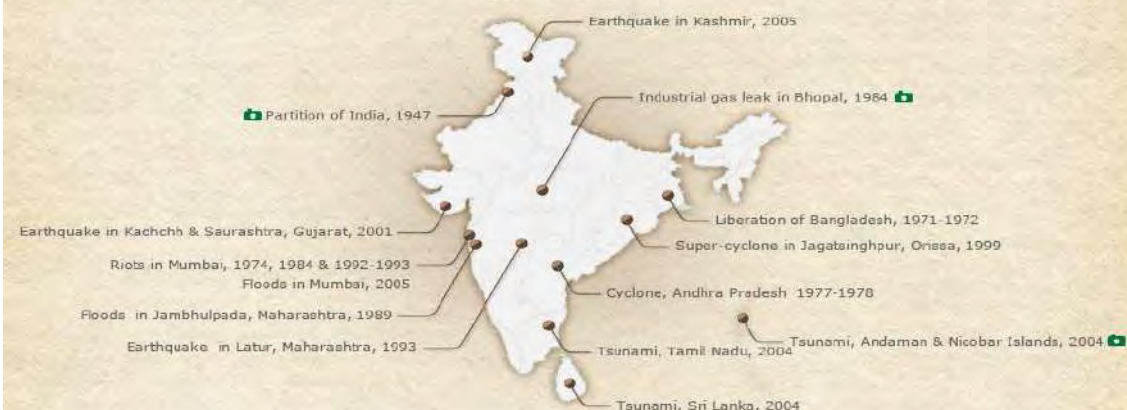 Earthquake in Kashmir, 2005
Industrial gas leak in Bhopal, 1984
Partition of India, 1947
Liberation of Bangladesh, 1971-1972
Earthquake in Kachchh & Saurashtra, Gujarat, 2001
Super-cyclone in Jagatsinghpur, Orissa, 1999
Riots in Mumbai, 1974, 1984 & 1992-1993
Floods in Mumbai, 2005
Cyclone, Andhra Pradesh 1977-1978
Floods in Jambhulpada, Maharashtra, 1989
Tsunami, Andaman & Nicobar Islands, 2004
Earthquake in Latur, Maharashtra, 1993
Tsunami, Tamil Nadu, 2004
Tsunami, Sri Lanka, 2004